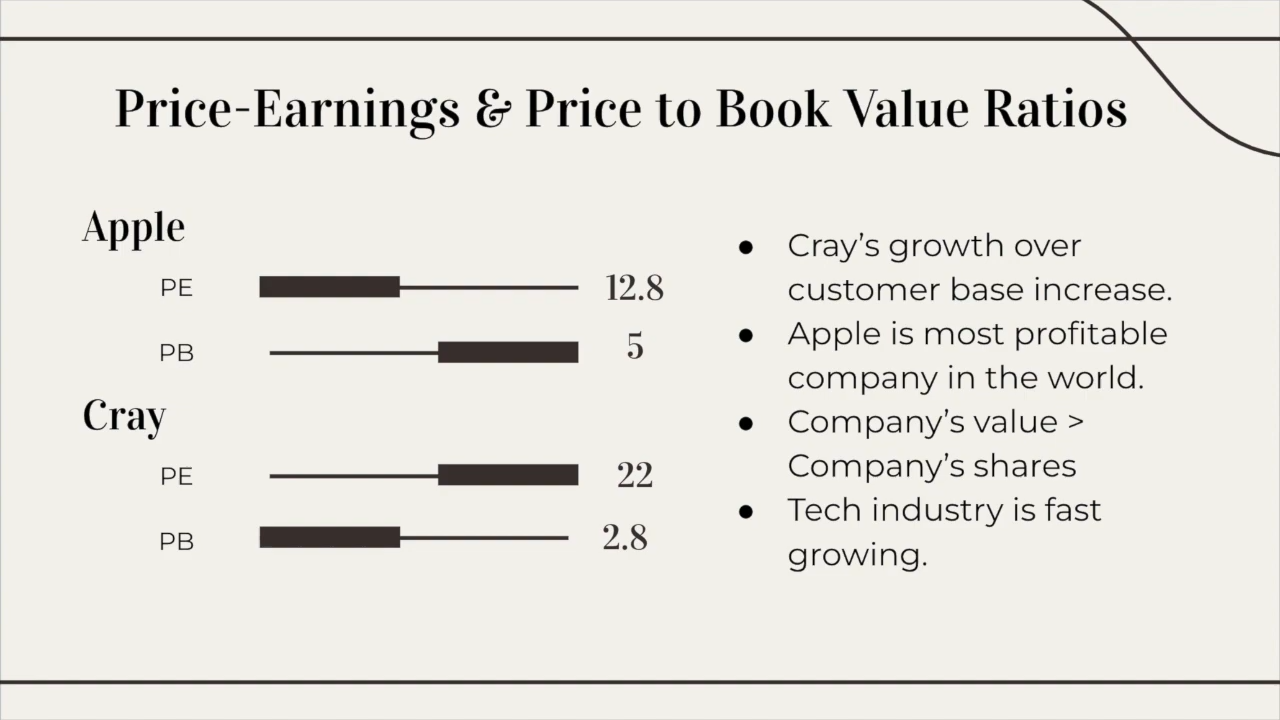 Price-Earnings & Price to Book Value Ratios
Apple
PE 12.8
PB 5
Cray
PE 22
PB 2.8
● Cray’s growth over
customer base increase.
● Apple is most profitable
company in the world.
● Company’s value >
Company’s shares
● Tech industry is fast
growing.